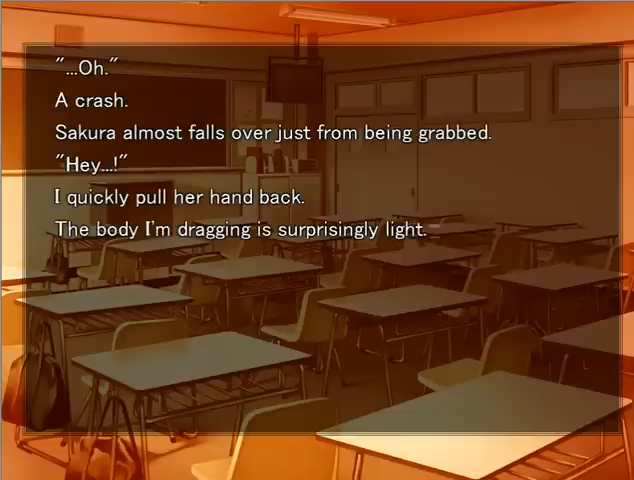 "...Oh."
A crash.
Sakura almost falls over just from being grabbed.
"Hey...!"
I quickly pull her hand back.
The body I'm dragging is surprisingly light.